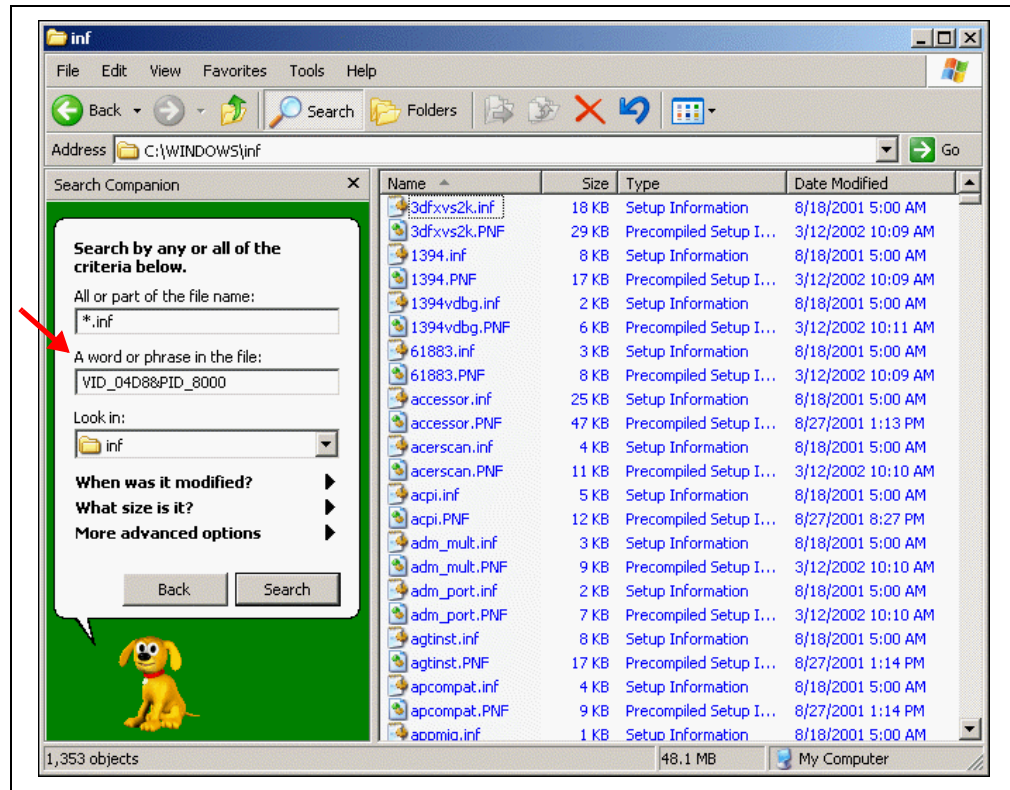 inf
File Edit View Favorites Tools Help
Back Search Folders
Address C:\WINDOWS\inf Go
Search Companion
Search by any or all of the
criteria below.
All or part of the file name:
*.inf
A word or phrase in the file:
VID_04D8&PID_8000
Look in:
inf
When was it modified?
What size is it?
More advanced options
Back Search
Name Size Type Date Modified
3dfxvs2k.inf 18 KB Setup Information 8/18/2001 5:00 AM
3dfxvs2k.PNF 29 KB Precompiled Setup I... 3/12/2002 10:09 AM
1394.inf 8 KB Setup Information 8/18/2001 5:00 AM
1394.PNF 17 KB Precompiled Setup I... 3/12/2002 10:09 AM
1394vdbg.inf 2 KB Setup Information 8/18/2001 5:00 AM
1394vdbg.PNF 6 KB Precompiled Setup I... 3/12/2002 10:11 AM
61883.inf 3 KB Setup Information 8/18/2001 5:00 AM
61883.PNF 8 KB Precompiled Setup I... 3/12/2002 10:09 AM
accessor.inf 25 KB Setup Information 8/18/2001 5:00 AM
accessor.PNF 47 KB Precompiled Setup I... 8/27/2001 1:13 PM
acerscan.inf 4 KB Setup Information 8/18/2001 5:00 AM
acerscan.PNF 11 KB Precompiled Setup I... 3/12/2002 10:10 AM
acpi.inf 5 KB Setup Information 8/18/2001 5:00 AM
acpi.PNF 12 KB Precompiled Setup I... 8/27/2001 8:27 PM
adm_mult.inf 3 KB Setup Information 8/18/2001 5:00 AM
adm_mult.PNF 9 KB Precompiled Setup I... 3/12/2002 10:10 AM
adm_port.inf 2 KB Setup Information 8/18/2001 5:00 AM
adm_port.PNF 7 KB Precompiled Setup I... 3/12/2002 10:10 AM
agtinst.inf 8 KB Setup Information 8/18/2001 5:00 AM
agtinst.PNF 17 KB Precompiled Setup I... 8/27/2001 1:14 PM
apcompat.inf 4 KB Setup Information 8/18/2001 5:00 AM
apcompat.PNF 9 KB Precompiled Setup I... 8/27/2001 1:14 PM
appmig.inf 1 KB Setup Information 8/18/2001 5:00 AM
1,353 objects 48.1 MB My Computer